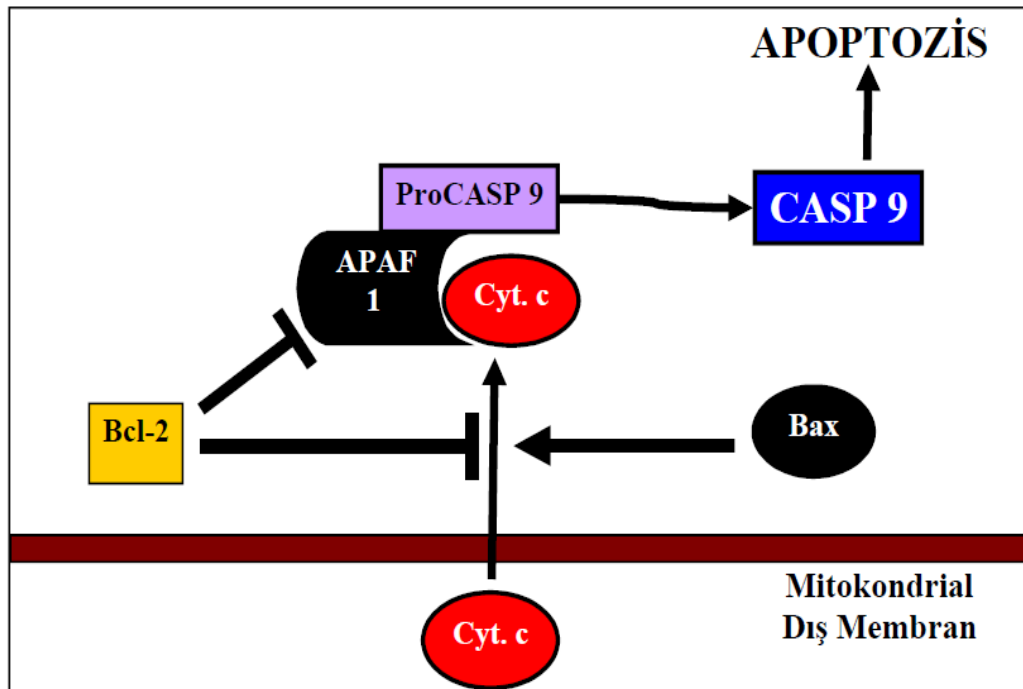 APOPTOZİS
ProCASP 9
CASP 9
APAF
1
Cyt. c
Bcl-2
Bax
Cyt. c
Mitokondrial
Dış Membran